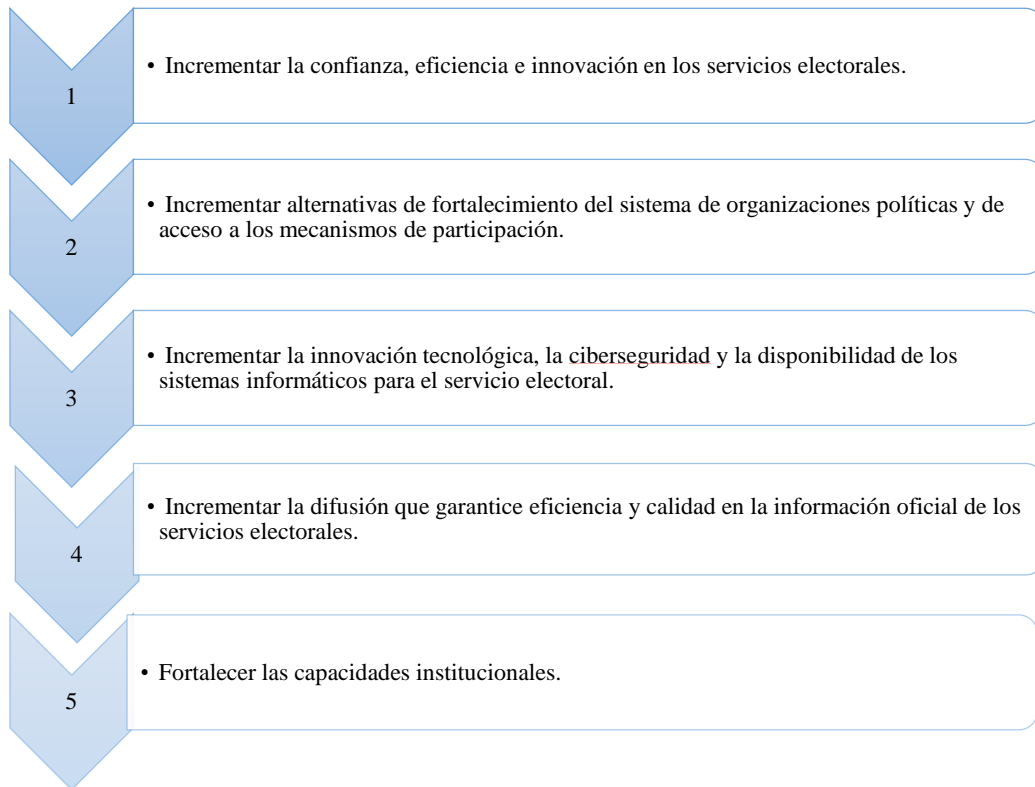 1
• Incrementar la confianza, eficiencia e innovación en los servicios electorales.
2
• Incrementar alternativas de fortalecimiento del sistema de organizaciones políticas y de
acceso a los mecanismos de participación.
3
• Incrementar la innovación tecnológica, la ciberseguridad y la disponibilidad de los
sistemas informáticos para el servicio electoral.
4
• Incrementar la difusión que garantice eficiencia y calidad en la información oficial de los
servicios electorales.
5
• Fortalecer las capacidades institucionales.